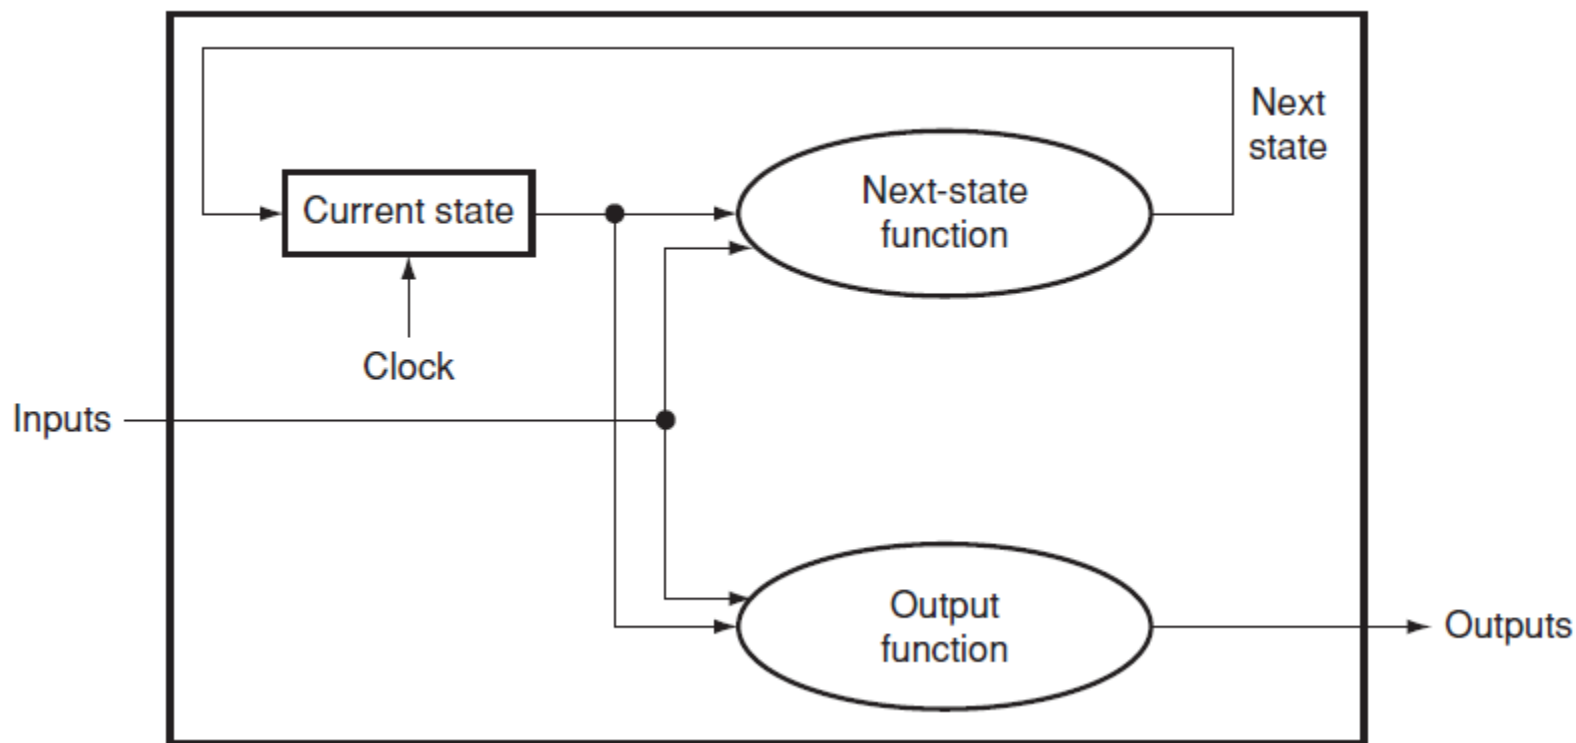 Next
state
Next-state
function
Current state
Clock
Inputs
Output
function
Outputs